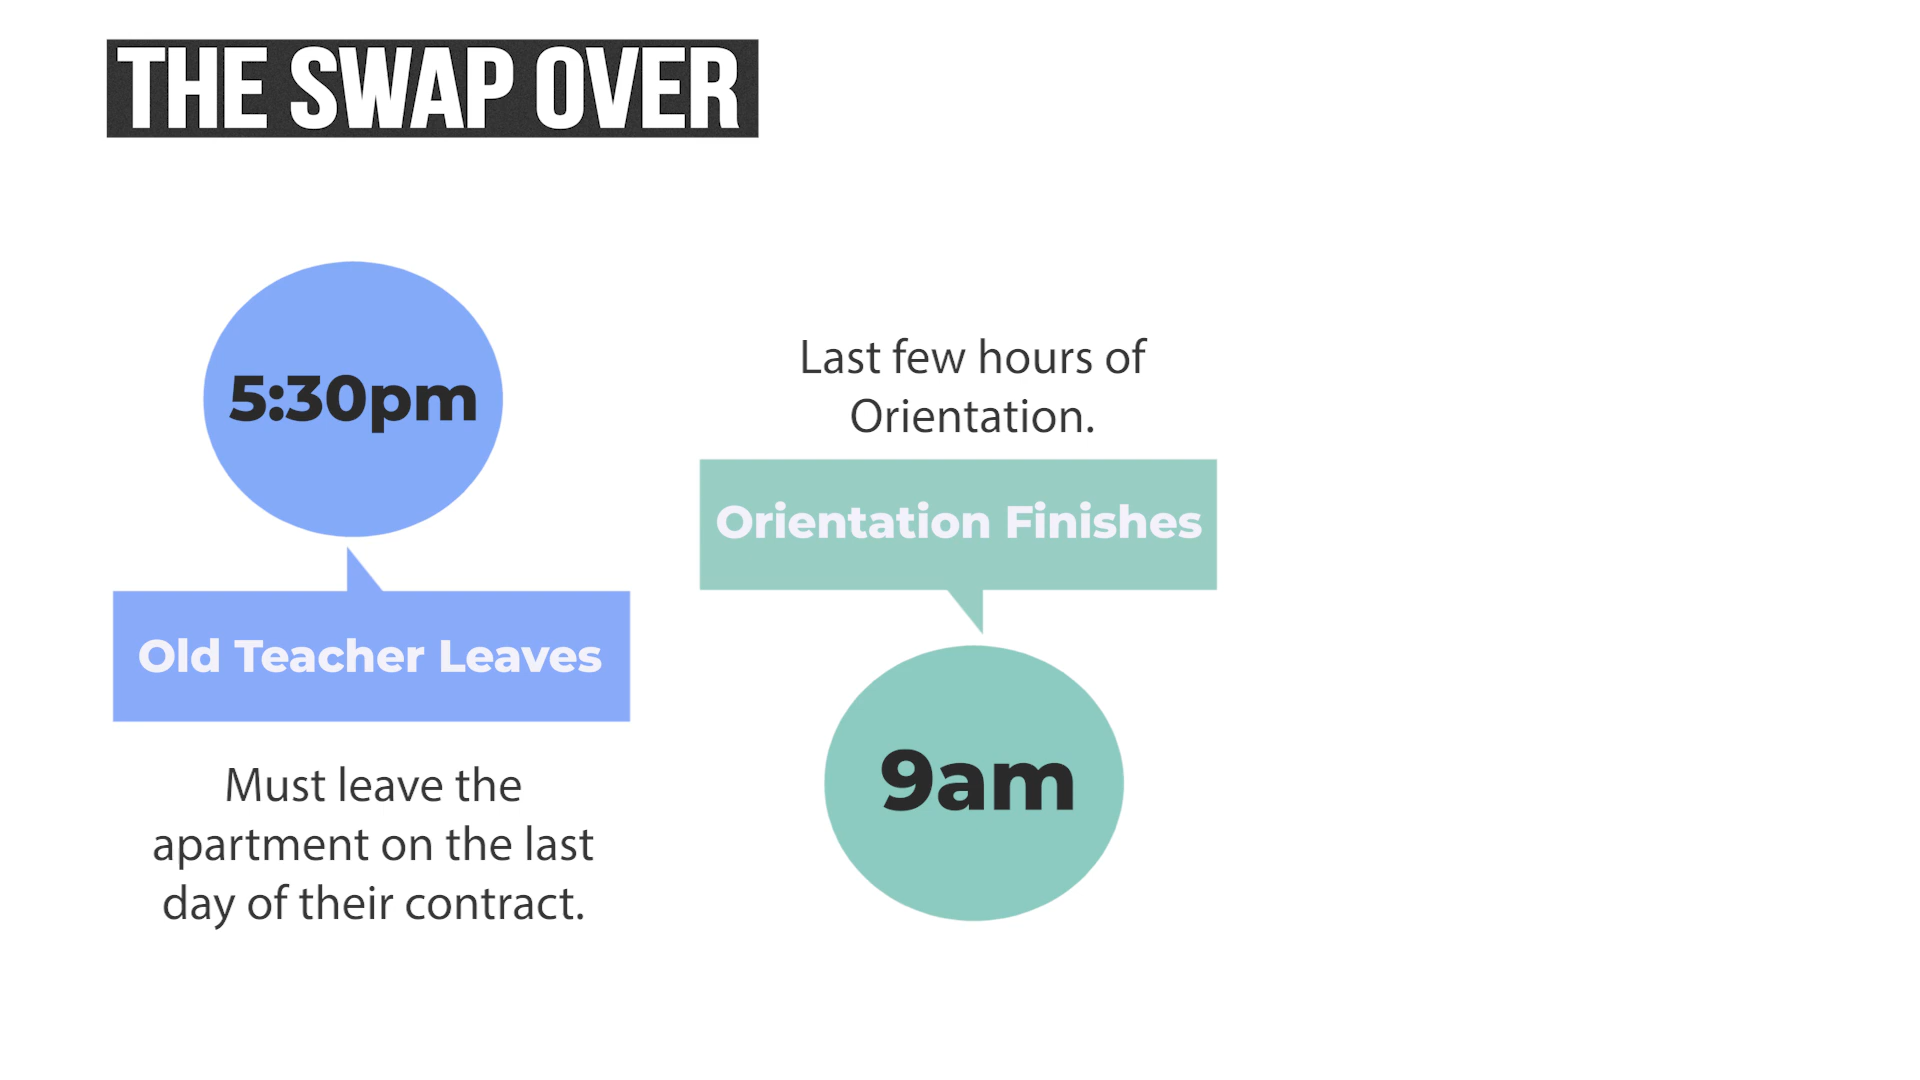 THE SWAP OVER
5:30pm
Old Teacher Leaves
Must leave the
apartment on the last
day of their contract.
Last few hours of
Orientation.
Orientation Finishes
9am